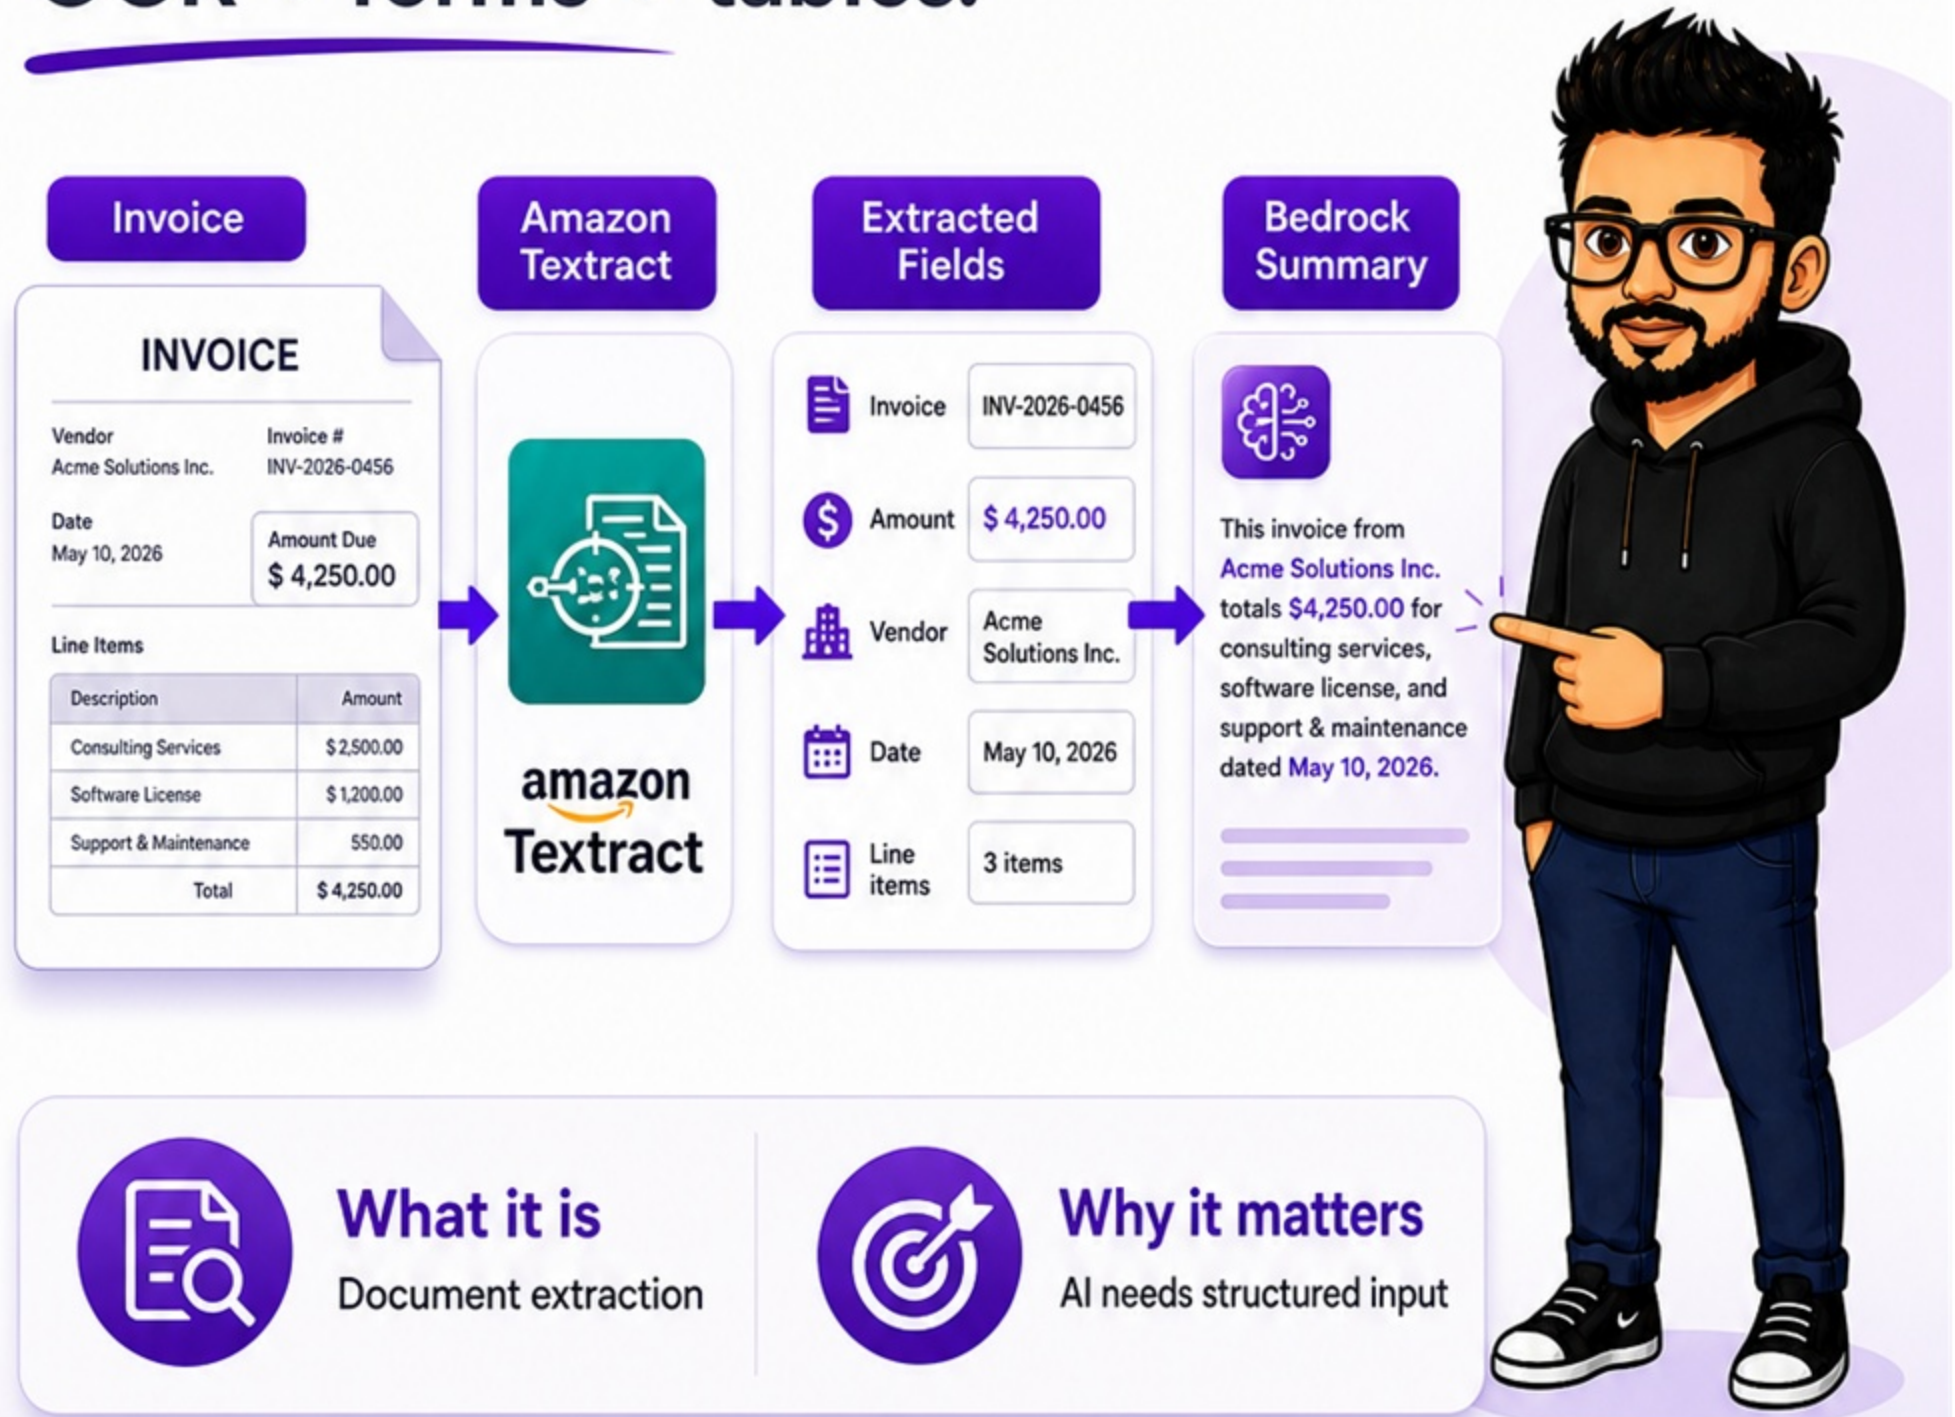 OCR forms tables.
Invoice
INVOICE
Vendor
Acme Solutions Inc.
Invoice #
INV-2026-0456
Date
May 10, 2026
Amount Due
$ 4,250.00
Line Items
Description Amount
Consulting Services $ 2,500.00
Software License $ 1,200.00
Support & Maintenance 550.00
Total $ 4,250.00
Amazon
Textract
amazon
Textract
Extracted
Fields
Invoice INV-2026-0456
Amount $ 4,250.00
Vendor
Acme
Solutions Inc.
Date May 10, 2026
Line
items
3 items
Bedrock
Summary
This invoice from
Acme Solutions Inc.
totals $4,250.00 for
consulting services,
software license, and
support & maintenance
dated May 10, 2026.
What it is
Document extraction
Why it matters
AI needs structured input